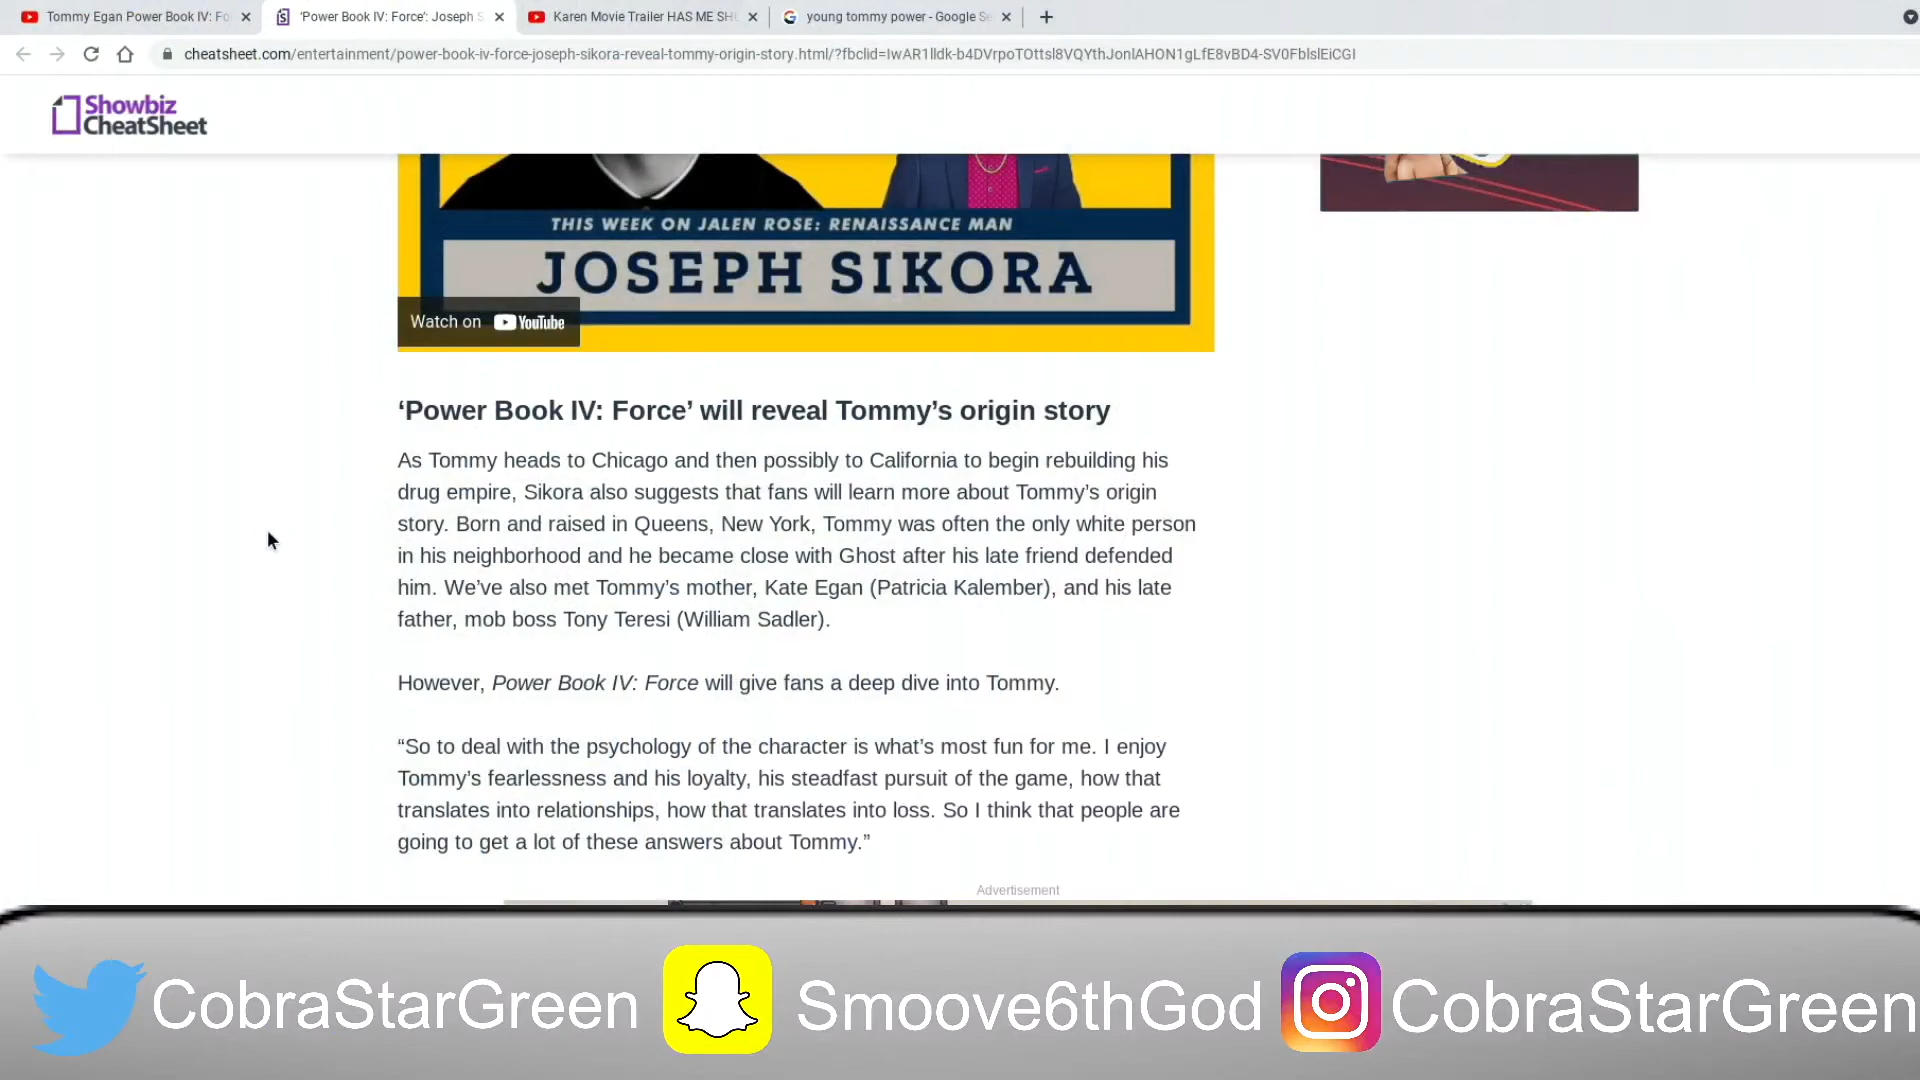 Tommy Egan Power Book IV: Fo
‘Power Book IV: Force’: Joseph S
Karen Movie Trailer HAS ME SH
young tommy power - Google Se
cheatsheet.com/entertainment/power-book-iv-force-joseph-sikora-reveal-tommy-origin-story.html/?fbclid=IwAR1lldk-b4DVrpoTOttsl8VQYthJonlAHON1gLfE8vBD4-SV0FblslEiCGI
Showbiz
CheatSheet
THIS WEEK ON JALEN ROSE: RENAISSANCE MAN
JOSEPH SIKORA
Watch on YouTube
‘Power Book IV: Force’ will reveal Tommy’s origin story
As Tommy heads to Chicago and then possibly to California to begin rebuilding his
drug empire, Sikora also suggests that fans will learn more about Tommy’s origin
story. Born and raised in Queens, New York, Tommy was often the only white person
in his neighborhood and he became close with Ghost after his late friend defended
him. We’ve also met Tommy’s mother, Kate Egan (Patricia Kalember), and his late
father, mob boss Tony Teresi (William Sadler).
However, Power Book IV: Force will give fans a deep dive into Tommy.
“So to deal with the psychology of the character is what’s most fun for me. I enjoy
Tommy’s fearlessness and his loyalty, his steadfast pursuit of the game, how that
translates into relationships, how that translates into loss. So I think that people are
going to get a lot of these answers about Tommy.”
Advertisement
CobraStarGreen
Smoove6thGod
CobraStarGreen